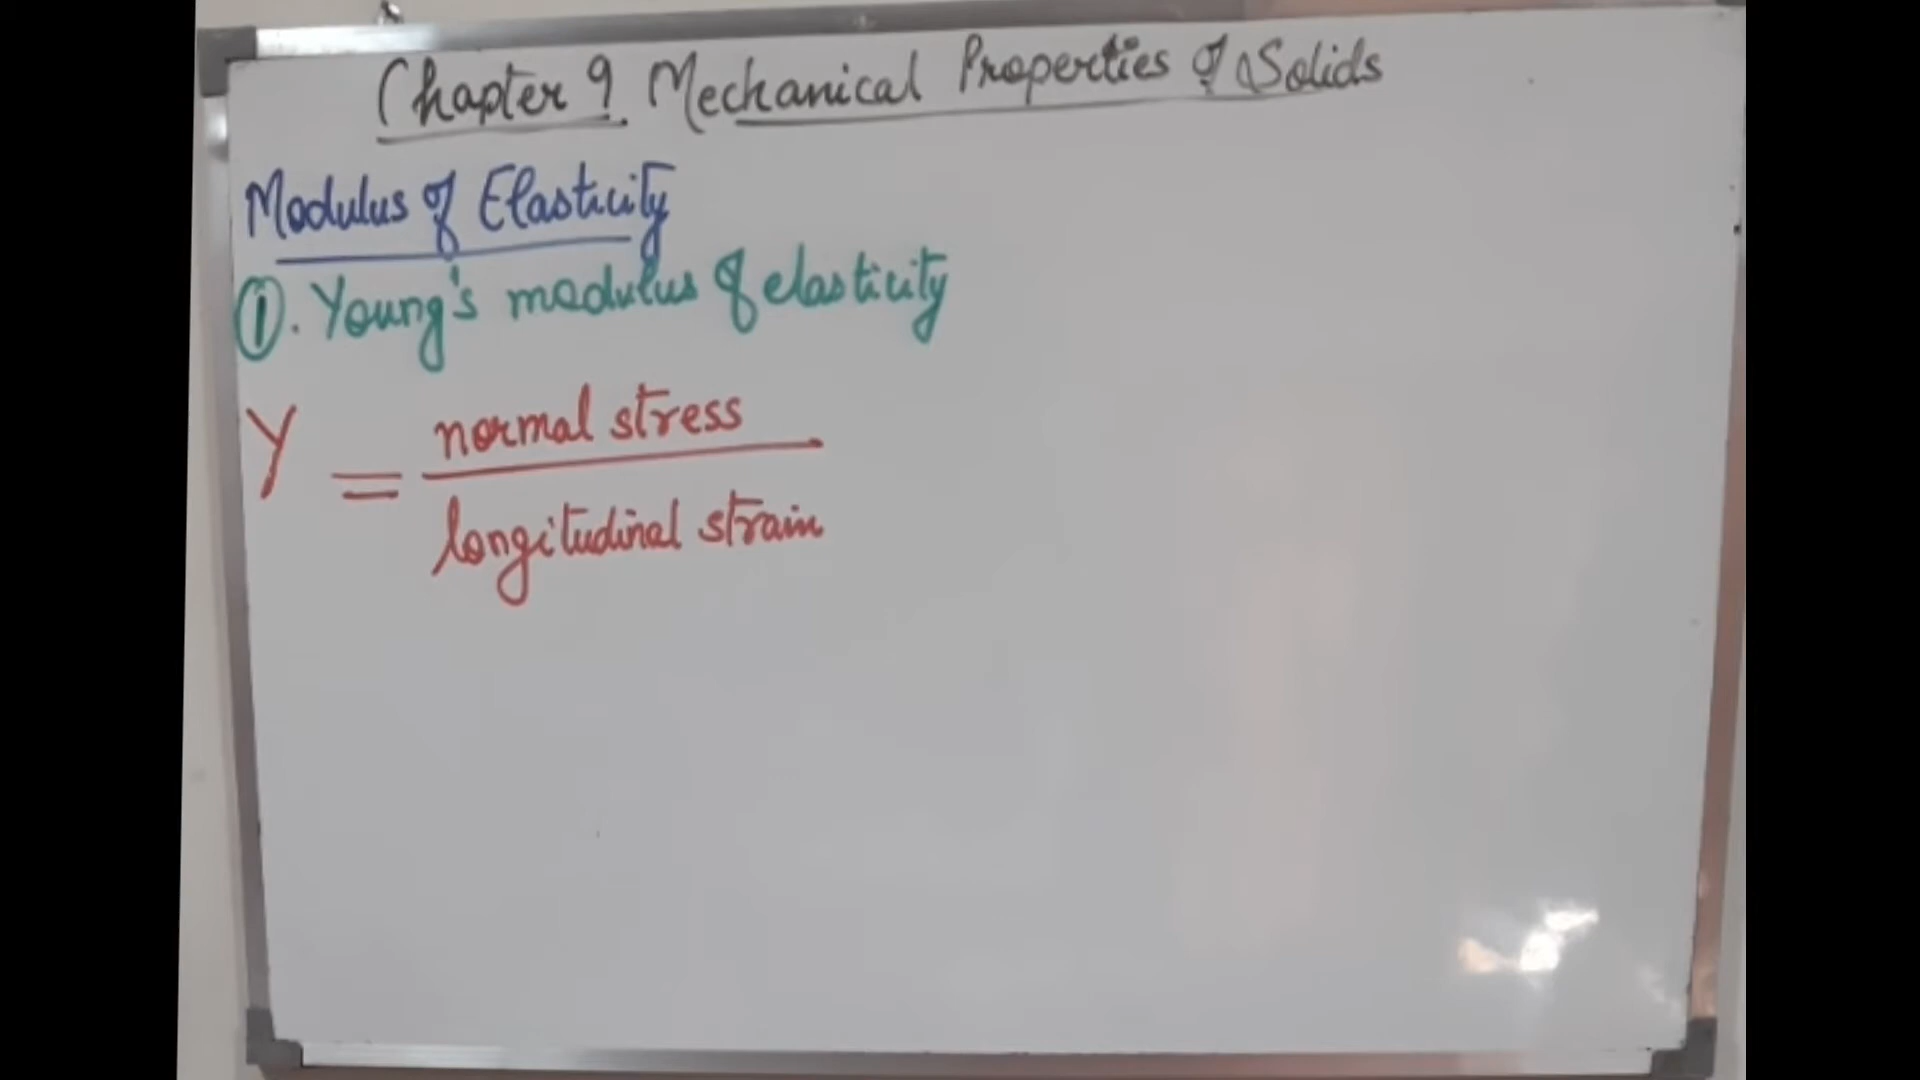 Chapter 9 Mechanical Properties of Solids
Modulus of Elasticity
①. Young's modulus of elasticity
Y = normal stress
longitudinal strain